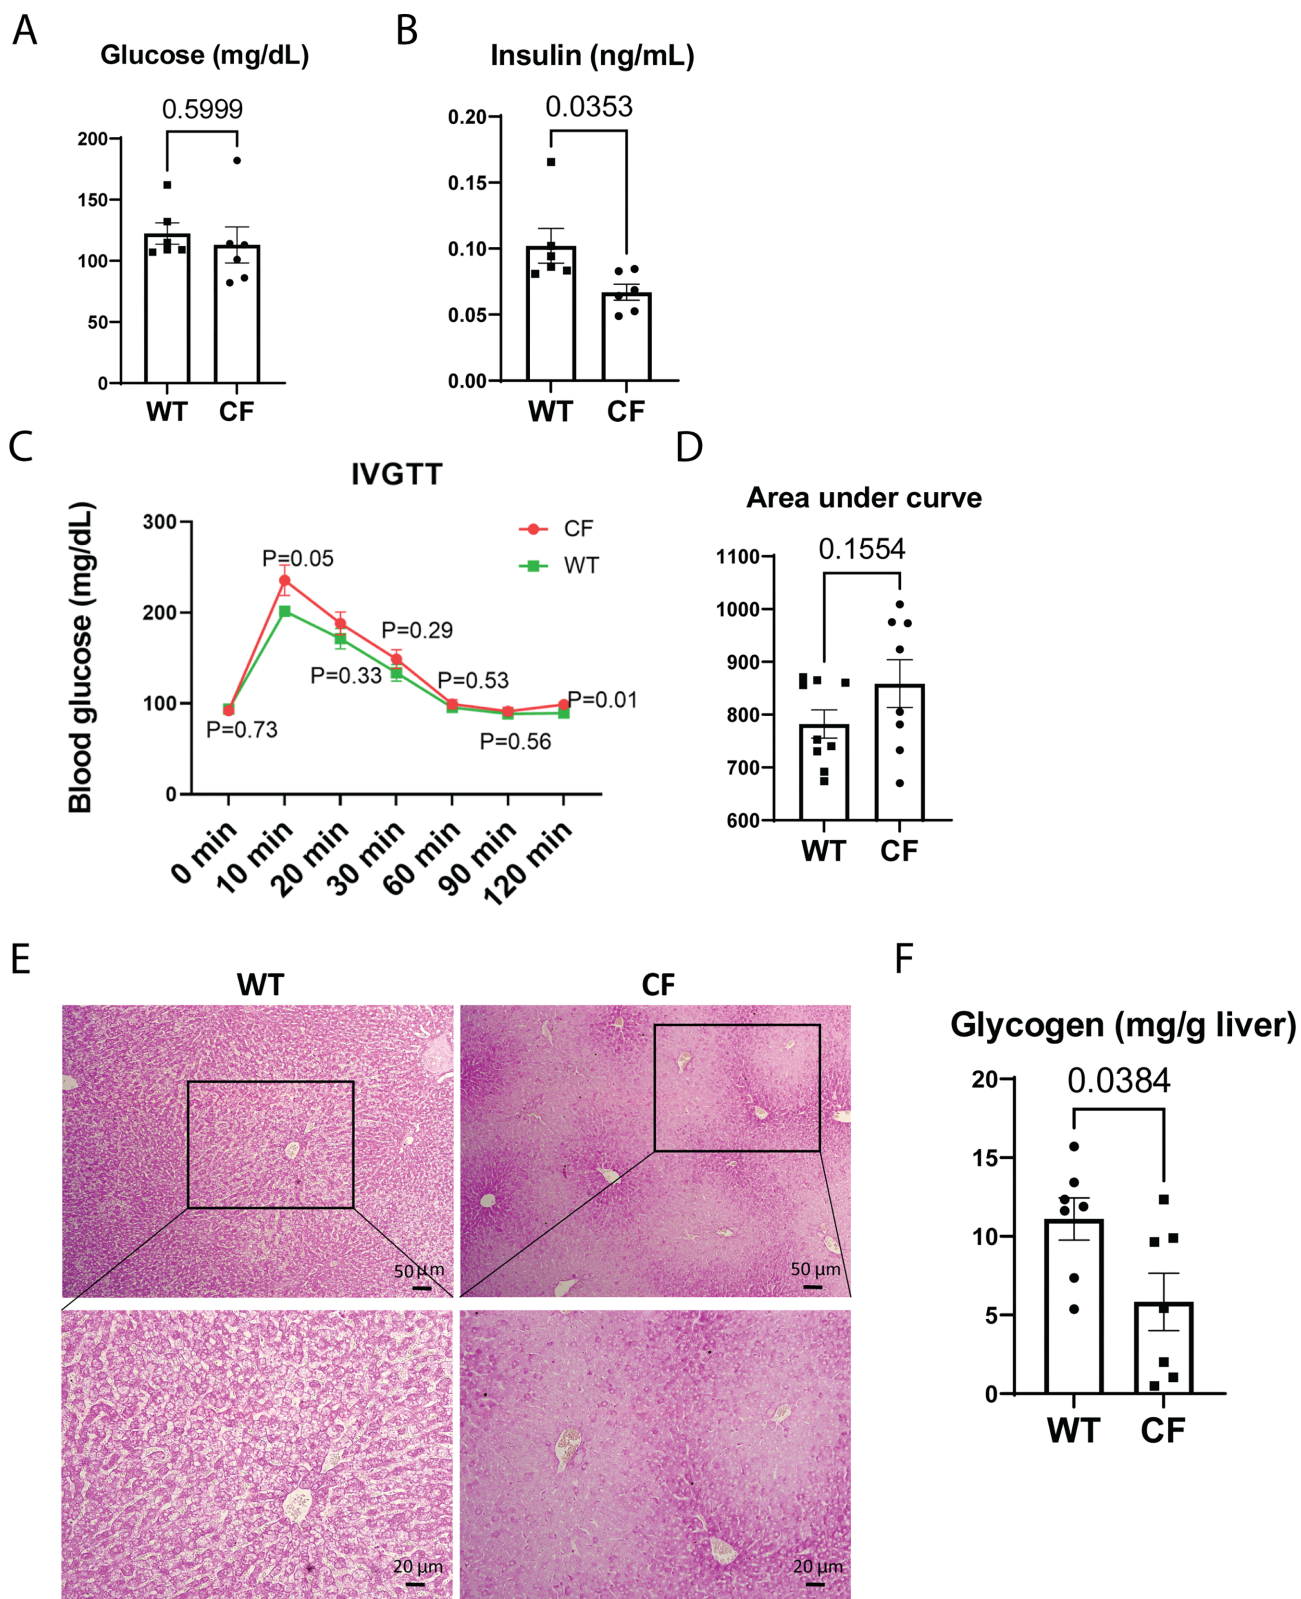 A
Glucose (mg/dL)
0.5999
200
150
100
50
0
WT CF
B
Insulin (ng/mL)
0.0353
0.20
0.15
0.10
0.05
0.00
WT CF
C
IVGTT
Blood glucose (mg/dL)
300
200
100
0
CF
WT
P=0.05
P=0.29
P=0.33
P=0.53
P=0.01
P=0.73
P=0.56
0 min
10 min
20 min
30 min
60 min
90 min
120 min
D
Area under curve
0.1554
1100
1000
900
800
700
600
WT CF
E
WT CF
50 μm
50 μm
20 μm
20 μm
F
Glycogen (mg/g liver)
0.0384
20
15
10
5
0
WT CF